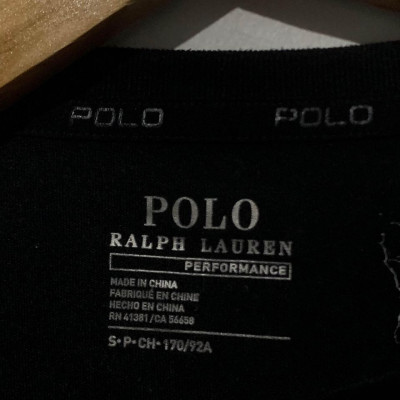 POLO POLO
POLO
RALPH LAUREN
PERFORMANCE
MADE IN CHINA
FABRIQUÉ EN CHINE
HECHO EN CHINA
RN 41381/CA 56658
S•P•CH•170/92A